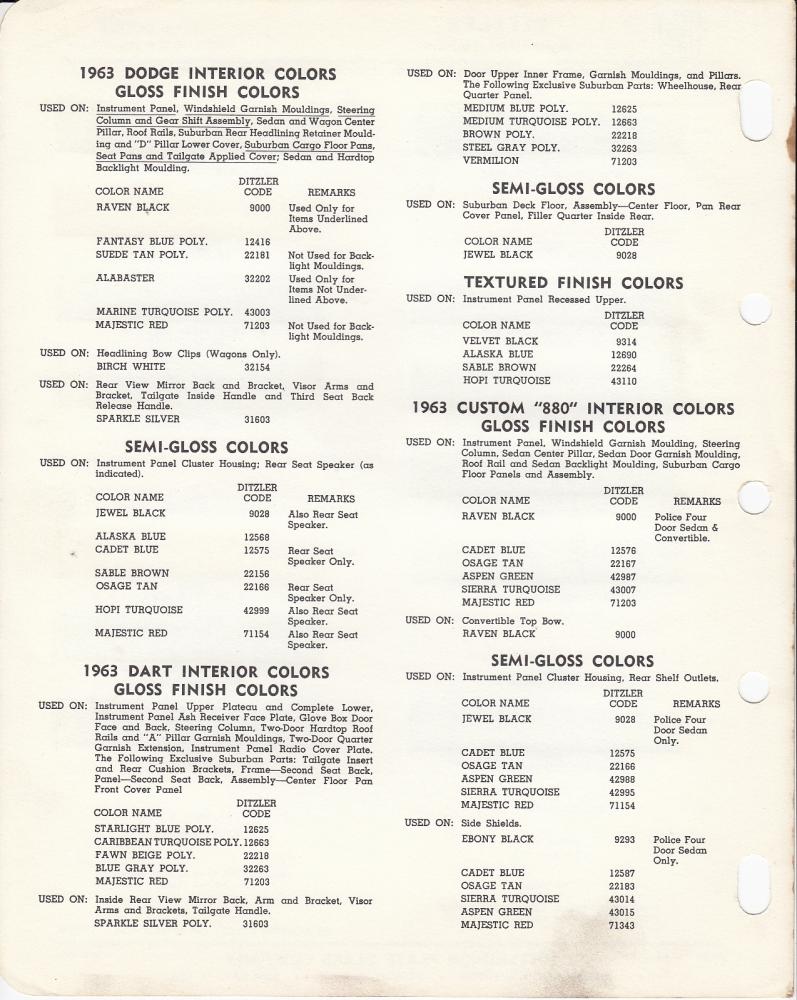 1963 DODGE INTERIOR COLORS
GLOSS FINISH COLORS
USED ON: Instrument Panel, Windshield Garnish Mouldings, Steering
Column and Gear Shift Assembly, Sedan and Wagon Center
Pillar, Roof Rails, Suburban Rear Headlining Retainer Mould-
ing and "D" Pillar Lower Cover, Suburban Cargo Floor Pans,
Seat Pans and Tailgate Applied Cover; Sedan and Hardtop
Backlight Moulding.
DITZLER
COLOR NAME CODE REMARKS
RAVEN BLACK 9000 Used Only for
Items Underlined
Above.
FANTASY BLUE POLY. 12416
SUEDE TAN POLY. 22181 Not Used for Back-
light Mouldings.
ALABASTER 32202 Used Only for
Items Not Under-
lined Above.
MARINE TURQUOISE POLY. 43003
MAJESTIC RED 71203 Not Used for Back-
light Mouldings.
USED ON: Headlining Bow Clips (Wagons Only).
BIRCH WHITE 32154
USED ON: Rear View Mirror Back and Bracket, Visor Arms and
Bracket, Tailgate Inside Handle and Third Seat Back
Release Handle.
SPARKLE SILVER 31603
SEMI-GLOSS COLORS
USED ON: Instrument Panel Cluster Housing; Rear Seat Speaker (as
indicated).
DITZLER
COLOR NAME CODE REMARKS
JEWEL BLACK 9028 Also Rear Seat
Speaker.
ALASKA BLUE 12568
CADET BLUE 12575 Rear Seat
Speaker Only.
SABLE BROWN 22156
OSAGE TAN 22166 Rear Seat
Speaker Only.
HOPI TURQUOISE 42999 Also Rear Seat
Speaker.
MAJESTIC RED 71154 Also Rear Seat
Speaker.
1963 DART INTERIOR COLORS
GLOSS FINISH COLORS
USED ON: Instrument Panel Upper Plateau and Complete Lower,
Instrument Panel Ash Receiver Face Plate, Glove Box Door
Face and Back, Steering Column, Two-Door Hardtop Roof
Rails and "A" Pillar Garnish Mouldings, Two-Door Quarter
Garnish Extension, Instrument Panel Radio Cover Plate.
The Following Exclusive Suburban Parts: Tailgate Insert
and Rear Cushion Brackets, Frame—Second Seat Back,
Panel—Second Seat Back, Assembly—Center Floor Pan
Front Cover Panel
DITZLER
COLOR NAME CODE
STARLIGHT BLUE POLY. 12625
CARIBBEAN TURQUOISE POLY. 12663
FAWN BEIGE POLY. 22218
BLUE GRAY POLY. 32263
MAJESTIC RED 71203
USED ON: Inside Rear View Mirror Back, Arm and Bracket, Visor
Arms and Brackets, Tailgate Handle.
SPARKLE SILVER POLY. 31603
USED ON: Door Upper Inner Frame, Garnish Mouldings, and Pillars.
The Following Exclusive Suburban Parts: Wheelhouse, Rear
Quarter Panel.
MEDIUM BLUE POLY. 12625
MEDIUM TURQUOISE POLY. 12663
BROWN POLY. 22218
STEEL GRAY POLY. 32263
VERMILION 71203
SEMI-GLOSS COLORS
USED ON: Suburban Deck Floor, Assembly—Center Floor, Pan Rear
Cover Panel, Filler Quarter Inside Rear.
DITZLER
COLOR NAME CODE
JEWEL BLACK 9028
TEXTURED FINISH COLORS
USED ON: Instrument Panel Recessed Upper.
DITZLER
COLOR NAME CODE
VELVET BLACK 9314
ALASKA BLUE 12690
SABLE BROWN 22264
HOPI TURQUOISE 43110
1963 CUSTOM "880" INTERIOR COLORS
GLOSS FINISH COLORS
USED ON: Instrument Panel, Windshield Garnish Moulding, Steering
Column, Sedan Center Pillar, Sedan Door Garnish Moulding,
Roof Rail and Sedan Backlight Moulding, Suburban Cargo
Floor Panels and Assembly.
DITZLER
COLOR NAME CODE REMARKS
RAVEN BLACK 9000 Police Four
Door Sedan &
Convertible.
CADET BLUE 12576
OSAGE TAN 22167
ASPEN GREEN 42987
SIERRA TURQUOISE 43007
MAJESTIC RED 71203
USED ON: Convertible Top Bow.
RAVEN BLACK 9000
SEMI-GLOSS COLORS
USED ON: Instrument Panel Cluster Housing, Rear Shelf Outlets.
DITZLER
COLOR NAME CODE REMARKS
JEWEL BLACK 9028 Police Four
Door Sedan
Only.
CADET BLUE 12575
OSAGE TAN 22166
ASPEN GREEN 42988
SIERRA TURQUOISE 42995
MAJESTIC RED 71154
USED ON: Side Shields.
EBONY BLACK 9293 Police Four
Door Sedan
Only.
CADET BLUE 12587
OSAGE TAN 22183
SIERRA TURQUOISE 43014
ASPEN GREEN 43015
MAJESTIC RED 71343